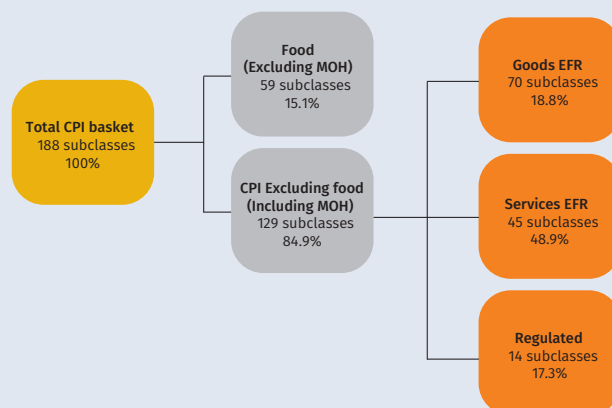 Total CPI basket
188 subclasses
100%
Food
(Excluding MOH)
59 subclasses
15.1%
CPI Excluding food
(Including MOH)
129 subclasses
84.9%
Goods EFR
70 subclasses
18.8%
Services EFR
45 subclasses
48.9%
Regulated
14 subclasses
17.3%